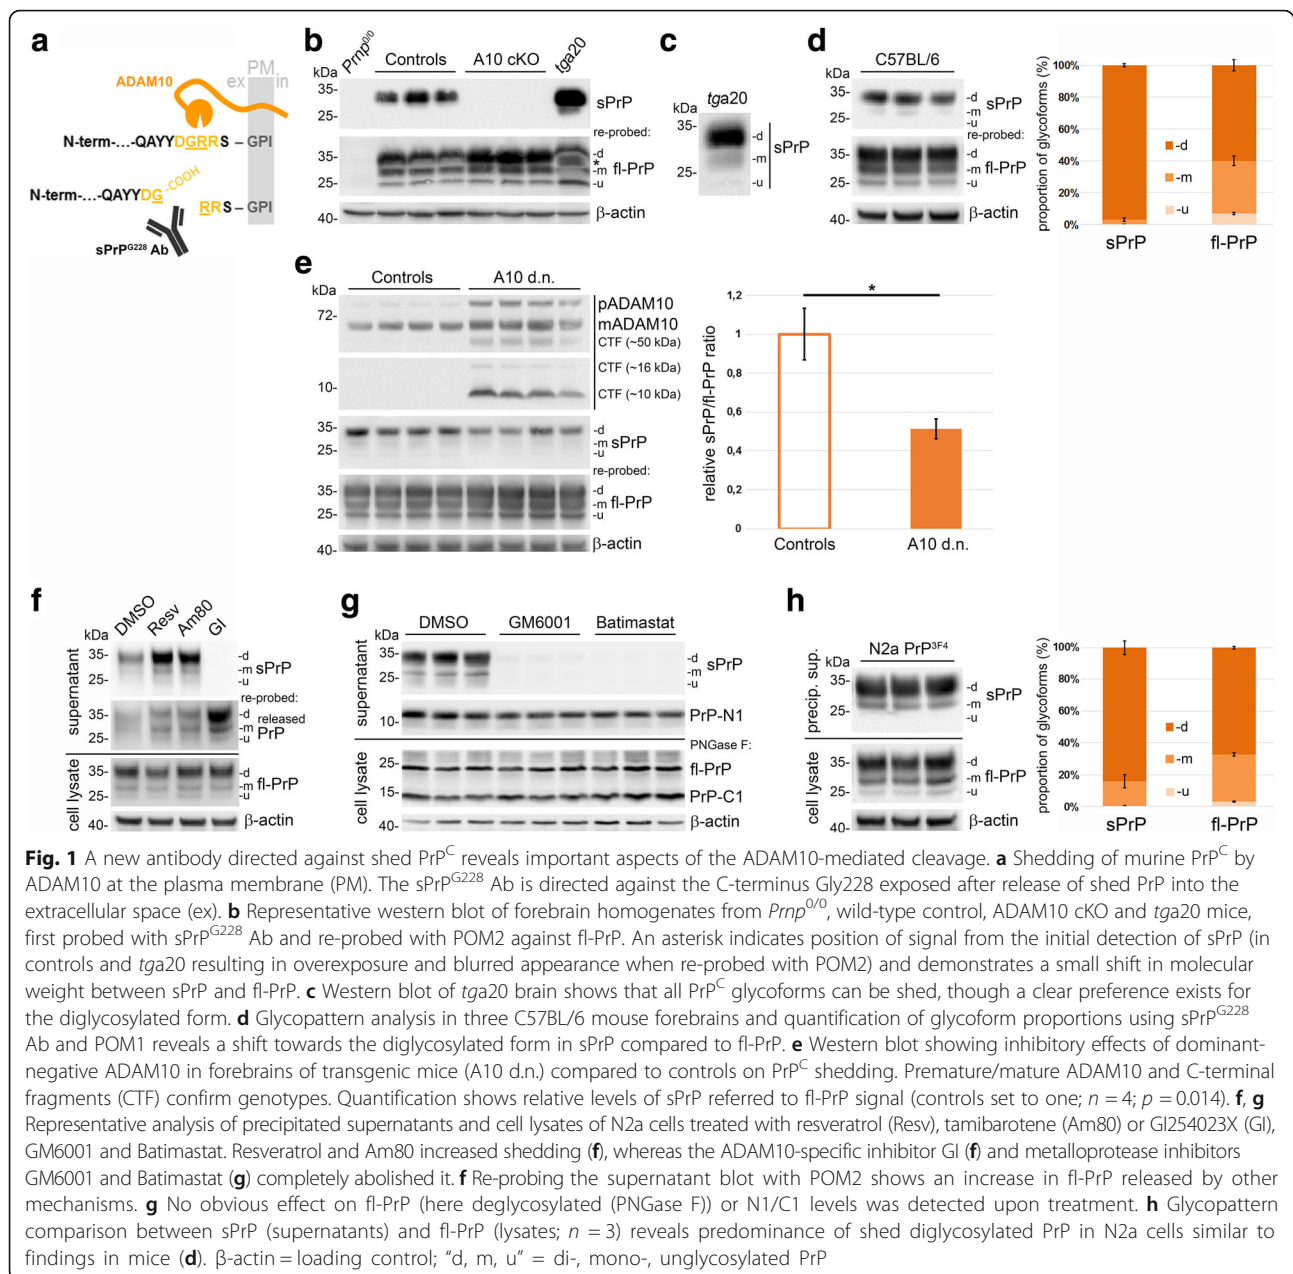 a
PM
ADAM10
ex
in
N-term-...-QAYYDGRRS – GPI
N-term-...-QAYYDG -COOH
RRS – GPI
sPrP^G228 Ab
b
Prnp^0/0
Controls
A10 cKO
tga20
kDa
35-
25-
sPrP
re-probed:
35-
25-
-d
*
-m
-u
fl-PrP
40-
β-actin
c
tga20
kDa
35-
25-
-d
-m
-u
sPrP
d
C57BL/6
kDa
35-
25-
-d
-m
-u
sPrP
re-probed:
35-
25-
-d
-m
-u
fl-PrP
40-
β-actin
proportion of glycoforms (%)
100%
80%
60%
40%
20%
0%
-d
-m
-u
sPrP
fl-PrP
e
Controls
A10 d.n.
kDa
72-
pADAM10
mADAM10
CTF (~50 kDa)
CTF (~16 kDa)
10-
CTF (~10 kDa)
35-
25-
-d
-m
-u
sPrP
re-probed:
35-
25-
-d
-m
-u
fl-PrP
40-
β-actin
relative sPrP/fl-PrP ratio
1,2
1
0,8
0,6
0,4
0,2
0
*
Controls
A10 d.n.
f
DMSO
Resv
Am80
GI
kDa
supernatant
35-
25-
-d
-m
-u
sPrP
re-probed:
35-
25-
-d
-m
-u
released
PrP
cell lysate
35-
25-
-d
-m
-u
fl-PrP
40-
β-actin
g
DMSO
GM6001
Batimastat
kDa
supernatant
35-
25-
-d
-m
-u
sPrP
10-
PrP-N1
PNGase F:
cell lysate
25-
fl-PrP
15-
PrP-C1
40-
β-actin
h
N2a PrP^3F4
kDa
precip. sup.
35-
25-
-d
-m
-u
sPrP
cell lysate
35-
25-
-d
-m
-u
fl-PrP
40-
β-actin
proportion of glycoforms (%)
100%
80%
60%
40%
20%
0%
-d
-m
-u
sPrP
fl-PrP
Fig. 1 A new antibody directed against shed PrP^C reveals important aspects of the ADAM10-mediated cleavage. a Shedding of murine PrP^C by
ADAM10 at the plasma membrane (PM). The sPrP^G228 Ab is directed against the C-terminus Gly228 exposed after release of shed PrP into the
extracellular space (ex). b Representative western blot of forebrain homogenates from Prnp^0/0, wild-type control, ADAM10 cKO and tga20 mice,
first probed with sPrP^G228 Ab and re-probed with POM2 against fl-PrP. An asterisk indicates position of signal from the initial detection of sPrP (in
controls and tga20 resulting in overexposure and blurred appearance when re-probed with POM2) and demonstrates a small shift in molecular
weight between sPrP and fl-PrP. c Western blot of tga20 brain shows that all PrP^C glycoforms can be shed, though a clear preference exists for
the diglycosylated form. d Glycopattern analysis in three C57BL/6 mouse forebrains and quantification of glycoform proportions using sPrP^G228
Ab and POM1 reveals a shift towards the diglycosylated form in sPrP compared to fl-PrP. e Western blot showing inhibitory effects of dominant-
negative ADAM10 in forebrains of transgenic mice (A10 d.n.) compared to controls on PrP^C shedding. Premature/mature ADAM10 and C-terminal
fragments (CTF) confirm genotypes. Quantification shows relative levels of sPrP referred to fl-PrP signal (controls set to one; n = 4; p = 0.014). f, g
Representative analysis of precipitated supernatants and cell lysates of N2a cells treated with resveratrol (Resv), tamibarotene (Am80) or GI254023X (GI),
GM6001 and Batimastat. Resveratrol and Am80 increased shedding (f), whereas the ADAM10-specific inhibitor GI (f) and metalloprotease inhibitors
GM6001 and Batimastat (g) completely abolished it. f Re-probing the supernatant blot with POM2 shows an increase in fl-PrP released by other
mechanisms. g No obvious effect on fl-PrP (here deglycosylated (PNGase F)) or N1/C1 levels was detected upon treatment. h Glycopattern
comparison between sPrP (supernatants) and fl-PrP (lysates; n = 3) reveals predominance of shed diglycosylated PrP in N2a cells similar to
findings in mice (d). β-actin = loading control; “d, m, u” = di-, mono-, unglycosylated PrP